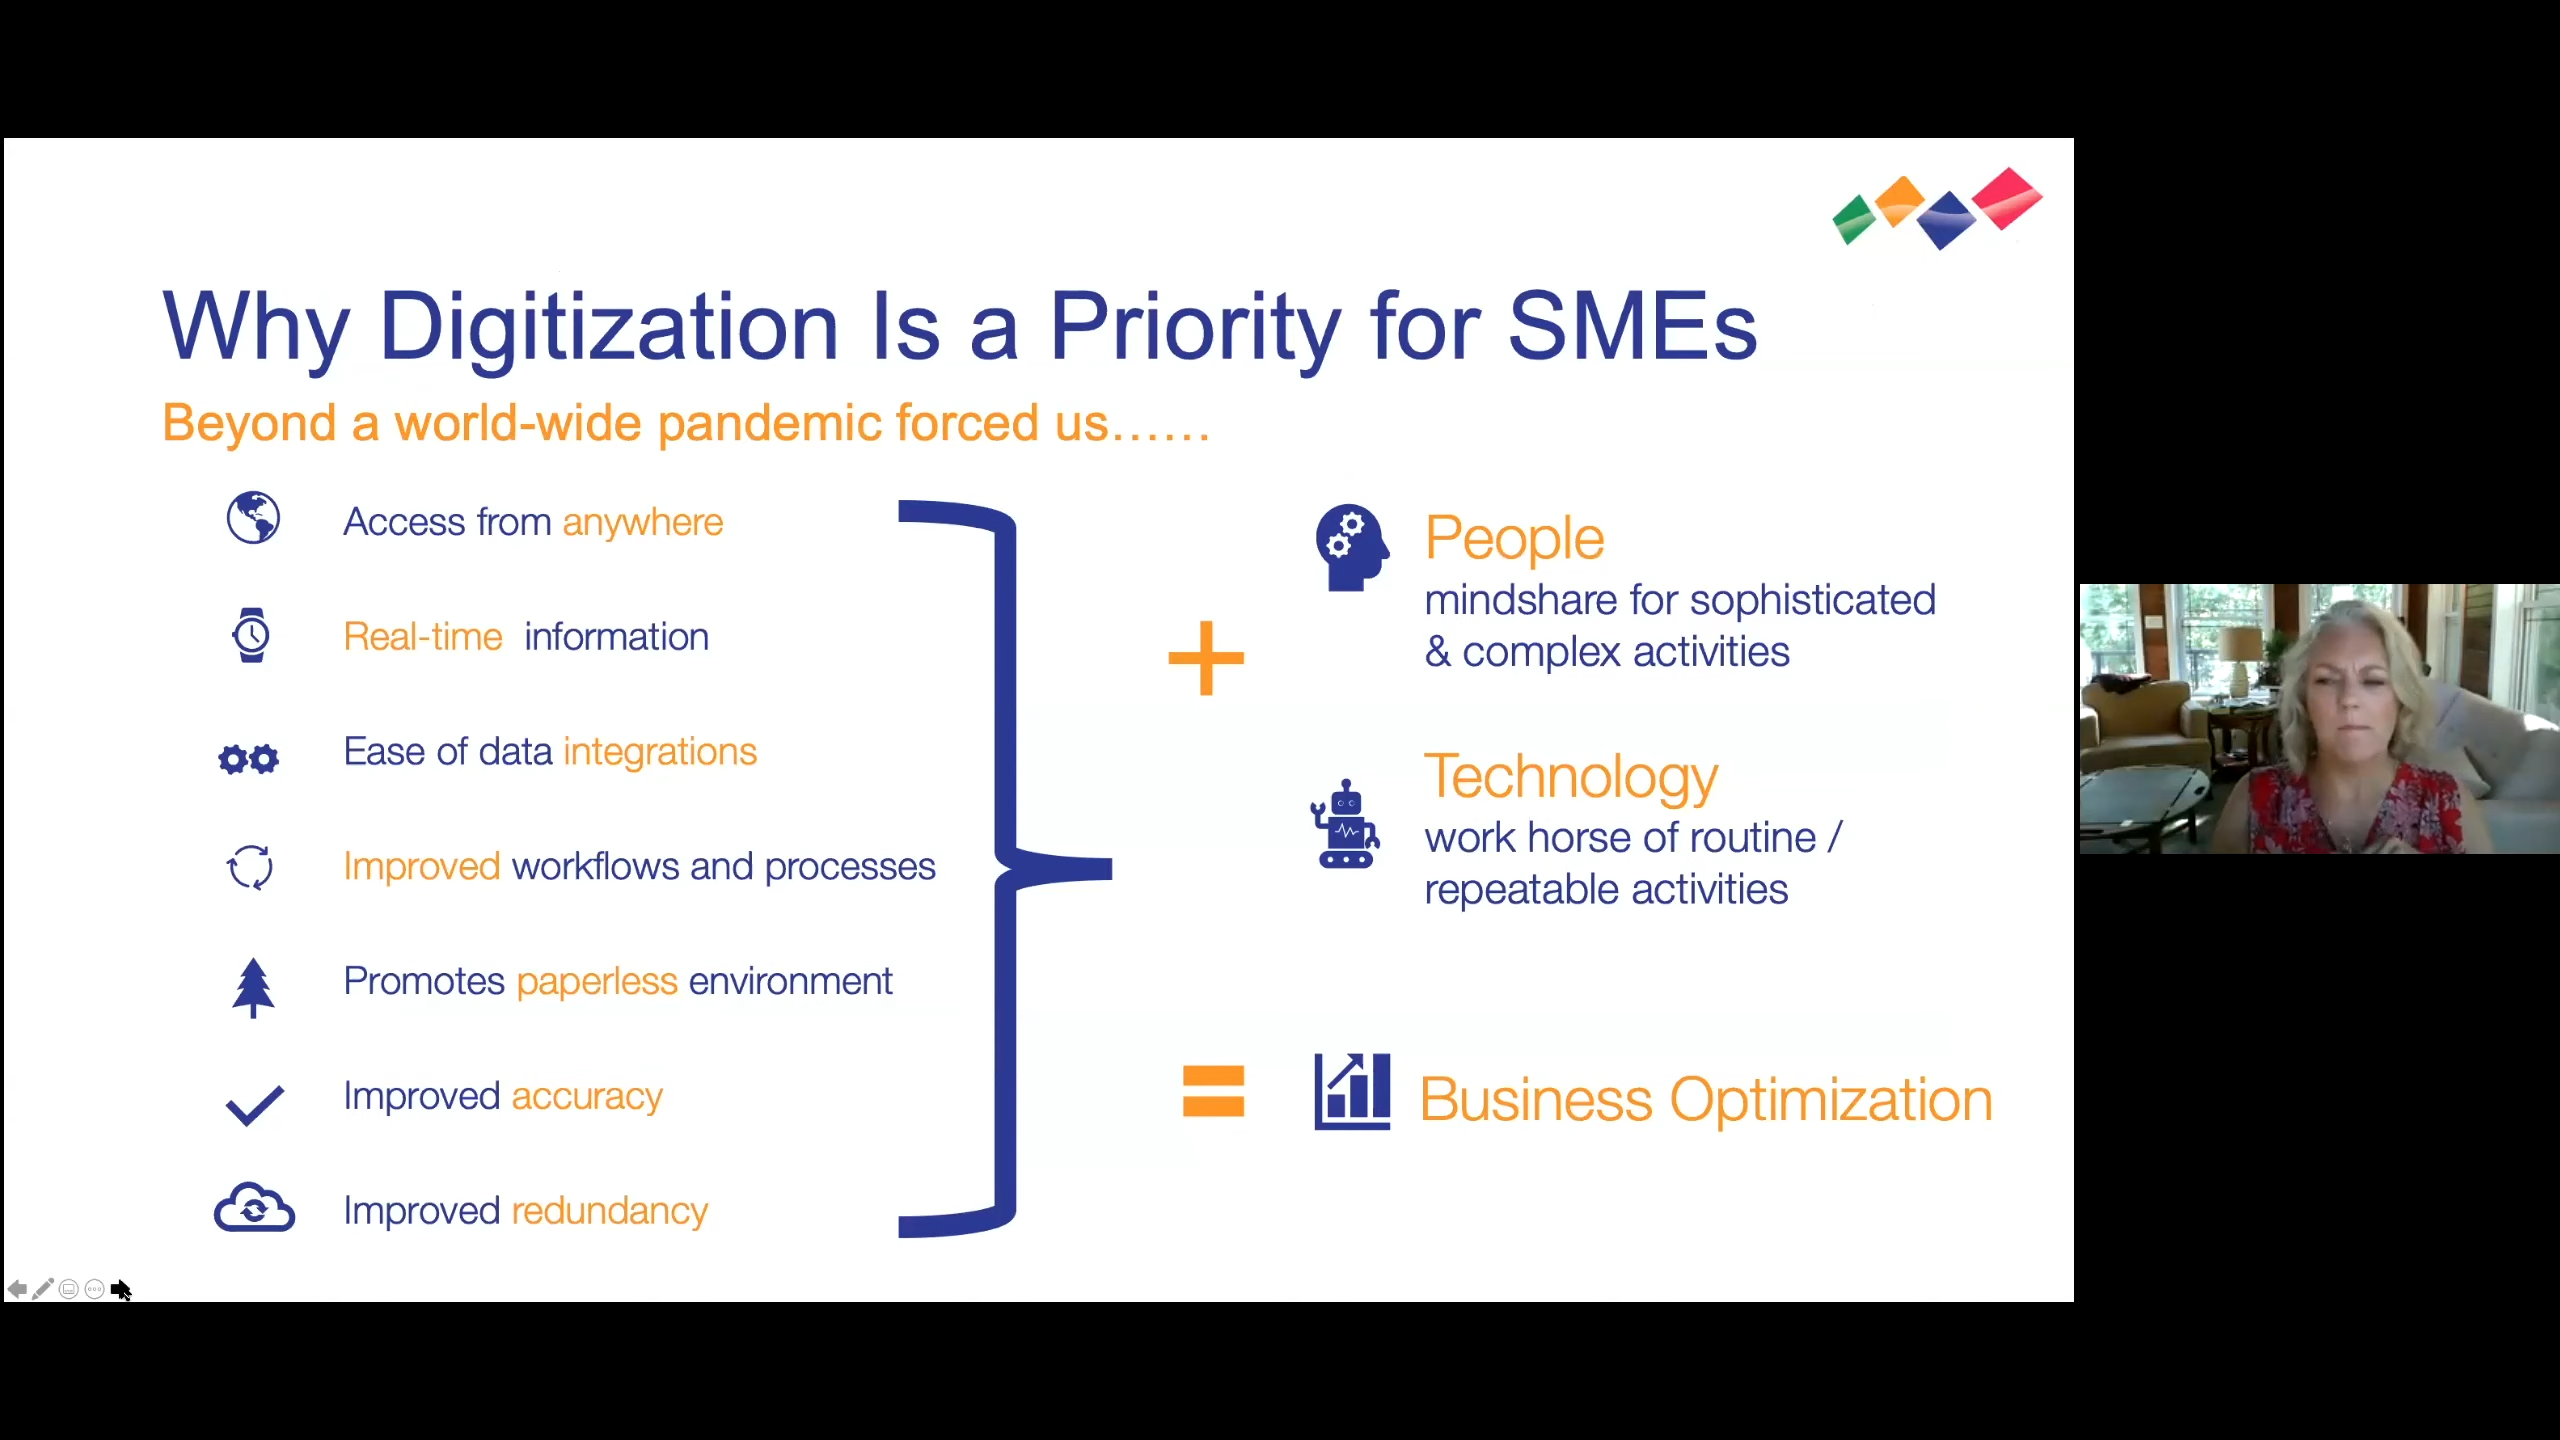 Why Digitization Is a Priority for SMEs
Beyond a world-wide pandemic forced us......
Access from anywhere
Real-time information
Ease of data integrations
Improved workflows and processes
Promotes paperless environment
Improved accuracy
Improved redundancy
People
mindshare for sophisticated
& complex activities
Technology
work horse of routine /
repeatable activities
Business Optimization